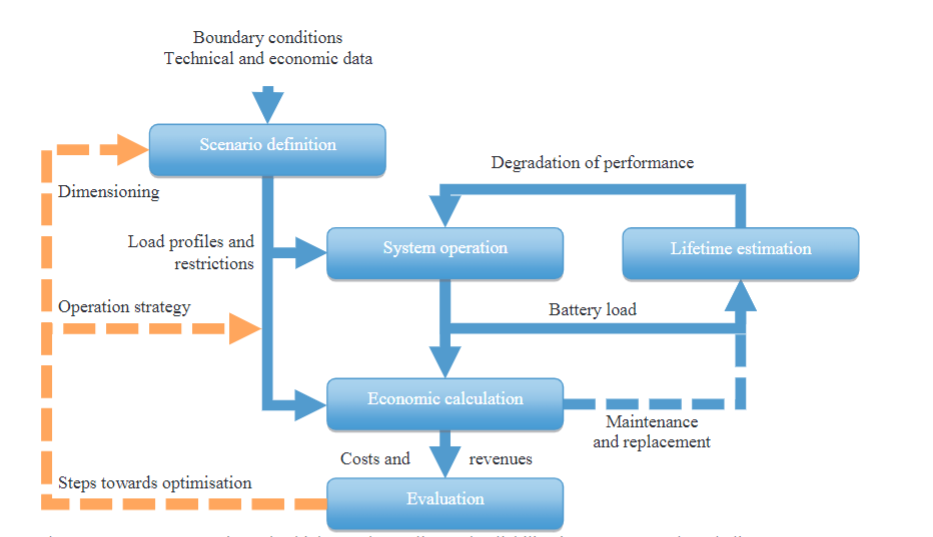 Boundary conditions
Technical and economic data
Scenario definition
Degradation of performance
Dimensioning
Load profiles and
restrictions
System operation
Lifetime estimation
Operation strategy
Battery load
Economic calculation
Maintenance
and replacement
Costs and revenues
Steps towards optimisation
Evaluation